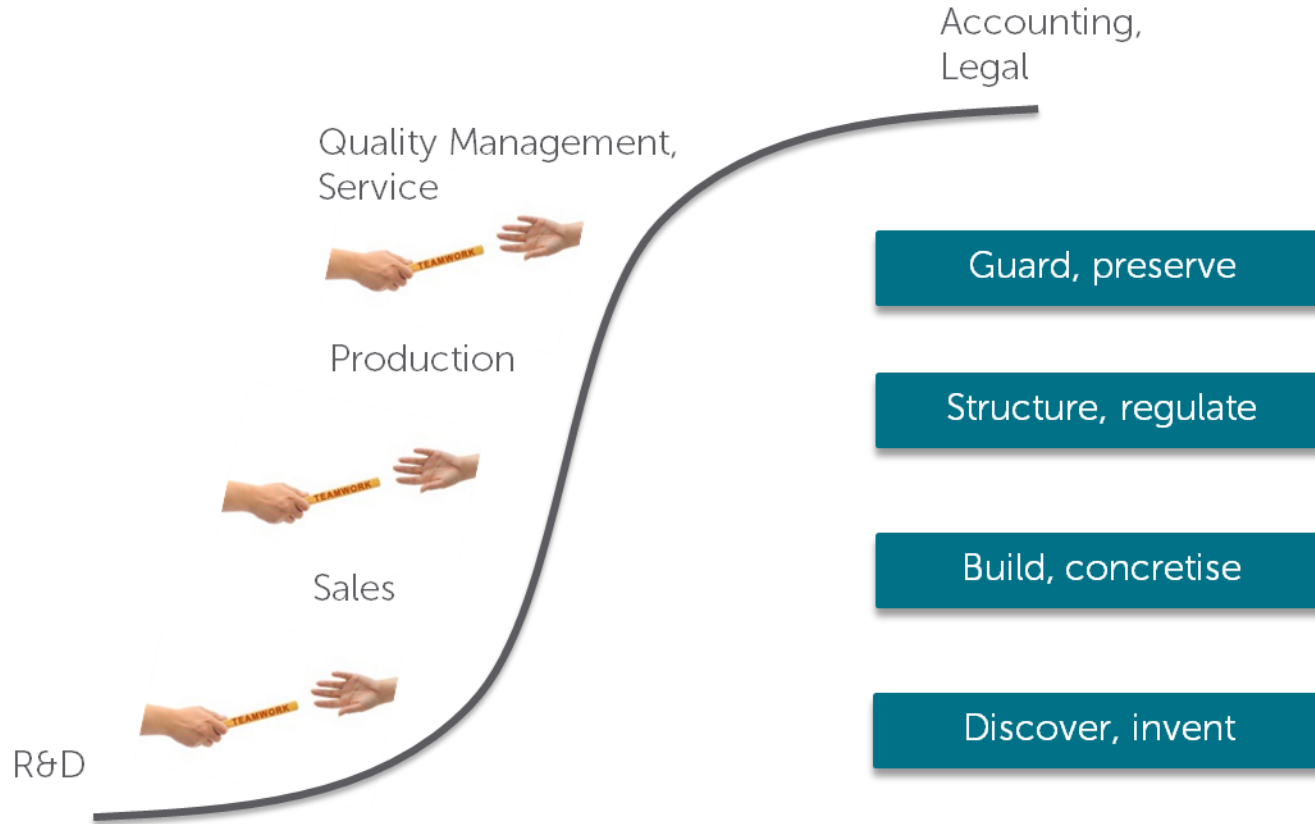 Accounting,
Legal
Quality Management,
Service
TEAMWORK
Guard, preserve
Production
Structure, regulate
TEAMWORK
Build, concretise
Sales
TEAMWORK
Discover, invent
R&D